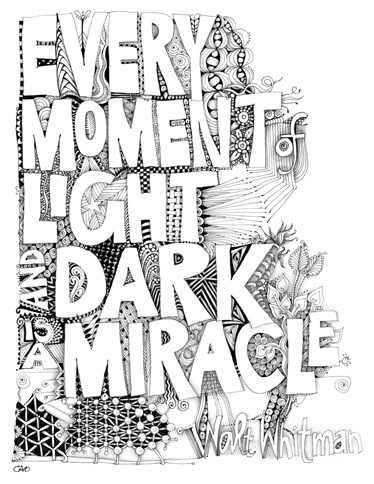 EVERY
MOMENT of
LIGHT
AND DARK
IS A MIRACLE
Walt Whitman